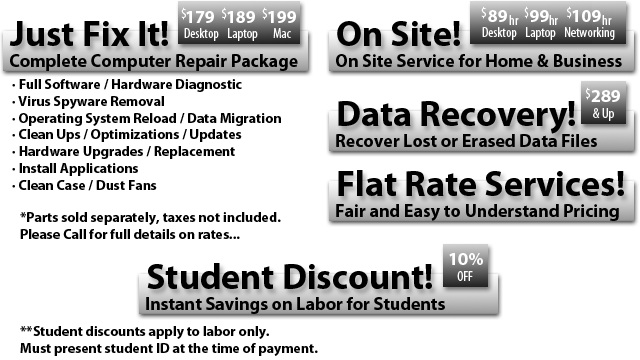 Just Fix It!
$179 $189 $199
Desktop Laptop Mac
Complete Computer Repair Package
· Full Software / Hardware Diagnostic
· Virus Spyware Removal
· Operating System Reload / Data Migration
· Clean Ups / Optimizations / Updates
· Hardware Upgrades / Replacement
· Install Applications
· Clean Case / Dust Fans
*Parts sold separately, taxes not included.
Please Call for full details on rates...
On Site!
$89hr $99hr $109hr
Desktop Laptop Networking
On Site Service for Home & Business
Data Recovery!
$289
& Up
Recover Lost or Erased Data Files
Flat Rate Services!
Fair and Easy to Understand Pricing
Student Discount!
10%
OFF
Instant Savings on Labor for Students
**Student discounts apply to labor only.
Must present student ID at the time of payment.